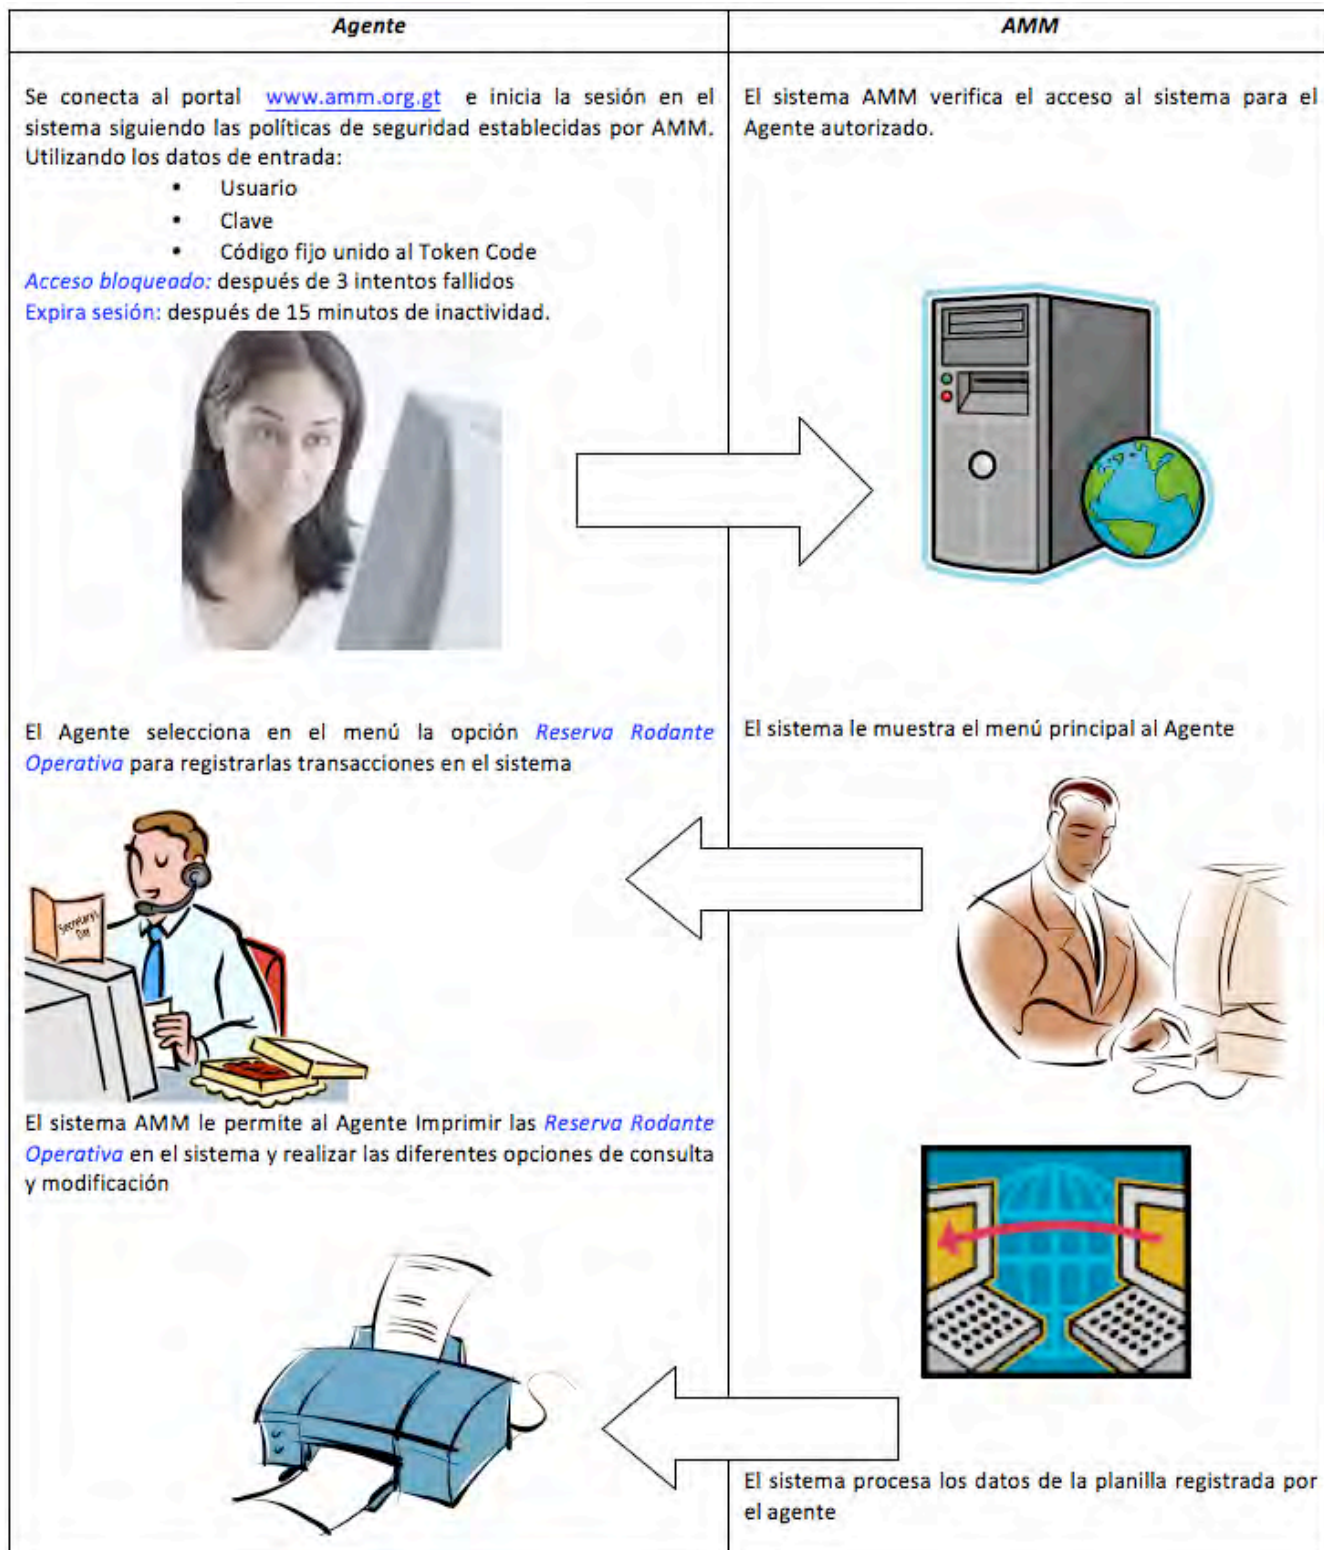 Agente
AMM
Se conecta al portal www.amm.org.gt e inicia la sesión en el
sistema siguiendo las políticas de seguridad establecidas por AMM.
Utilizando los datos de entrada:
• Usuario
• Clave
• Código fijo unido al Token Code
Acceso bloqueado: después de 3 intentos fallidos
Expira sesión: después de 15 minutos de inactividad.
El sistema AMM verifica el acceso al sistema para el
Agente autorizado.
El Agente selecciona en el menú la opción Reserva Rodante
Operativa para registrarlas transacciones en el sistema
El sistema le muestra el menú principal al Agente
Secretary's
Day
El sistema AMM le permite al Agente Imprimir las Reserva Rodante
Operativa en el sistema y realizar las diferentes opciones de consulta
y modificación
El sistema procesa los datos de la planilla registrada por
el agente